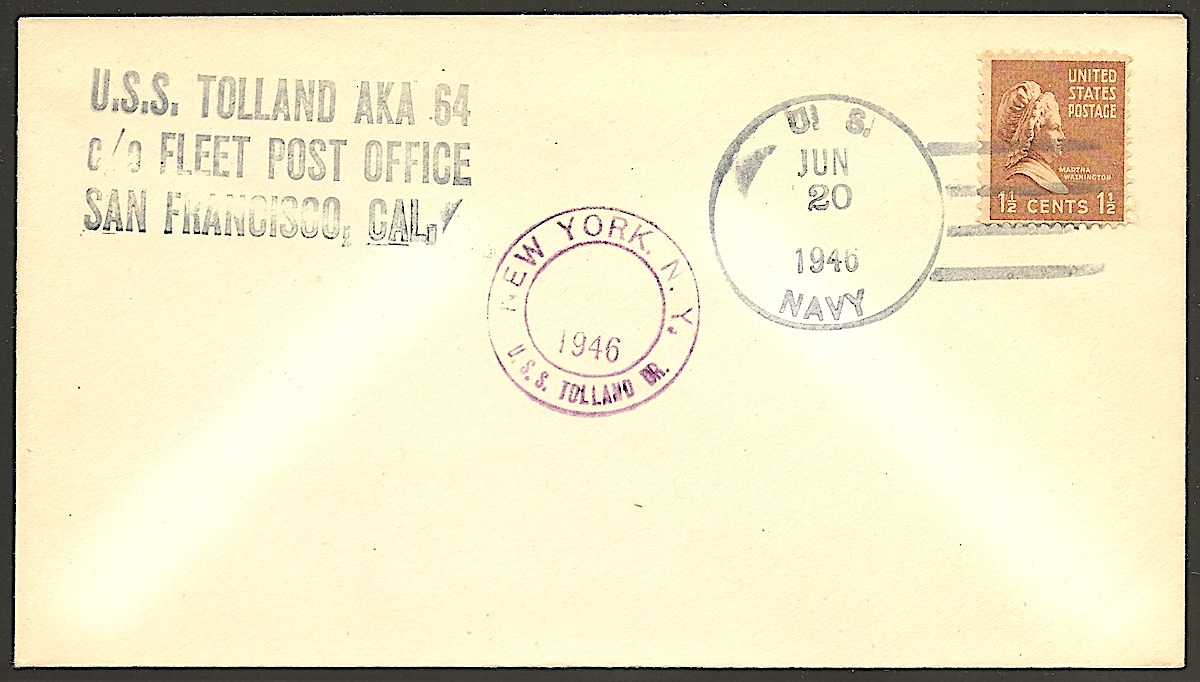 U.S.S. TOLLAND AKA 64
c/o FLEET POST OFFICE
SAN FRANCISCO, CAL.
NEW YORK, N. Y.
1946
U.S.S. TOLLAND BR.
U. S.
JUN
20
1946
NAVY
UNITED
STATES
POSTAGE
MARTHA
WASHINGTON
1½ CENTS 1½